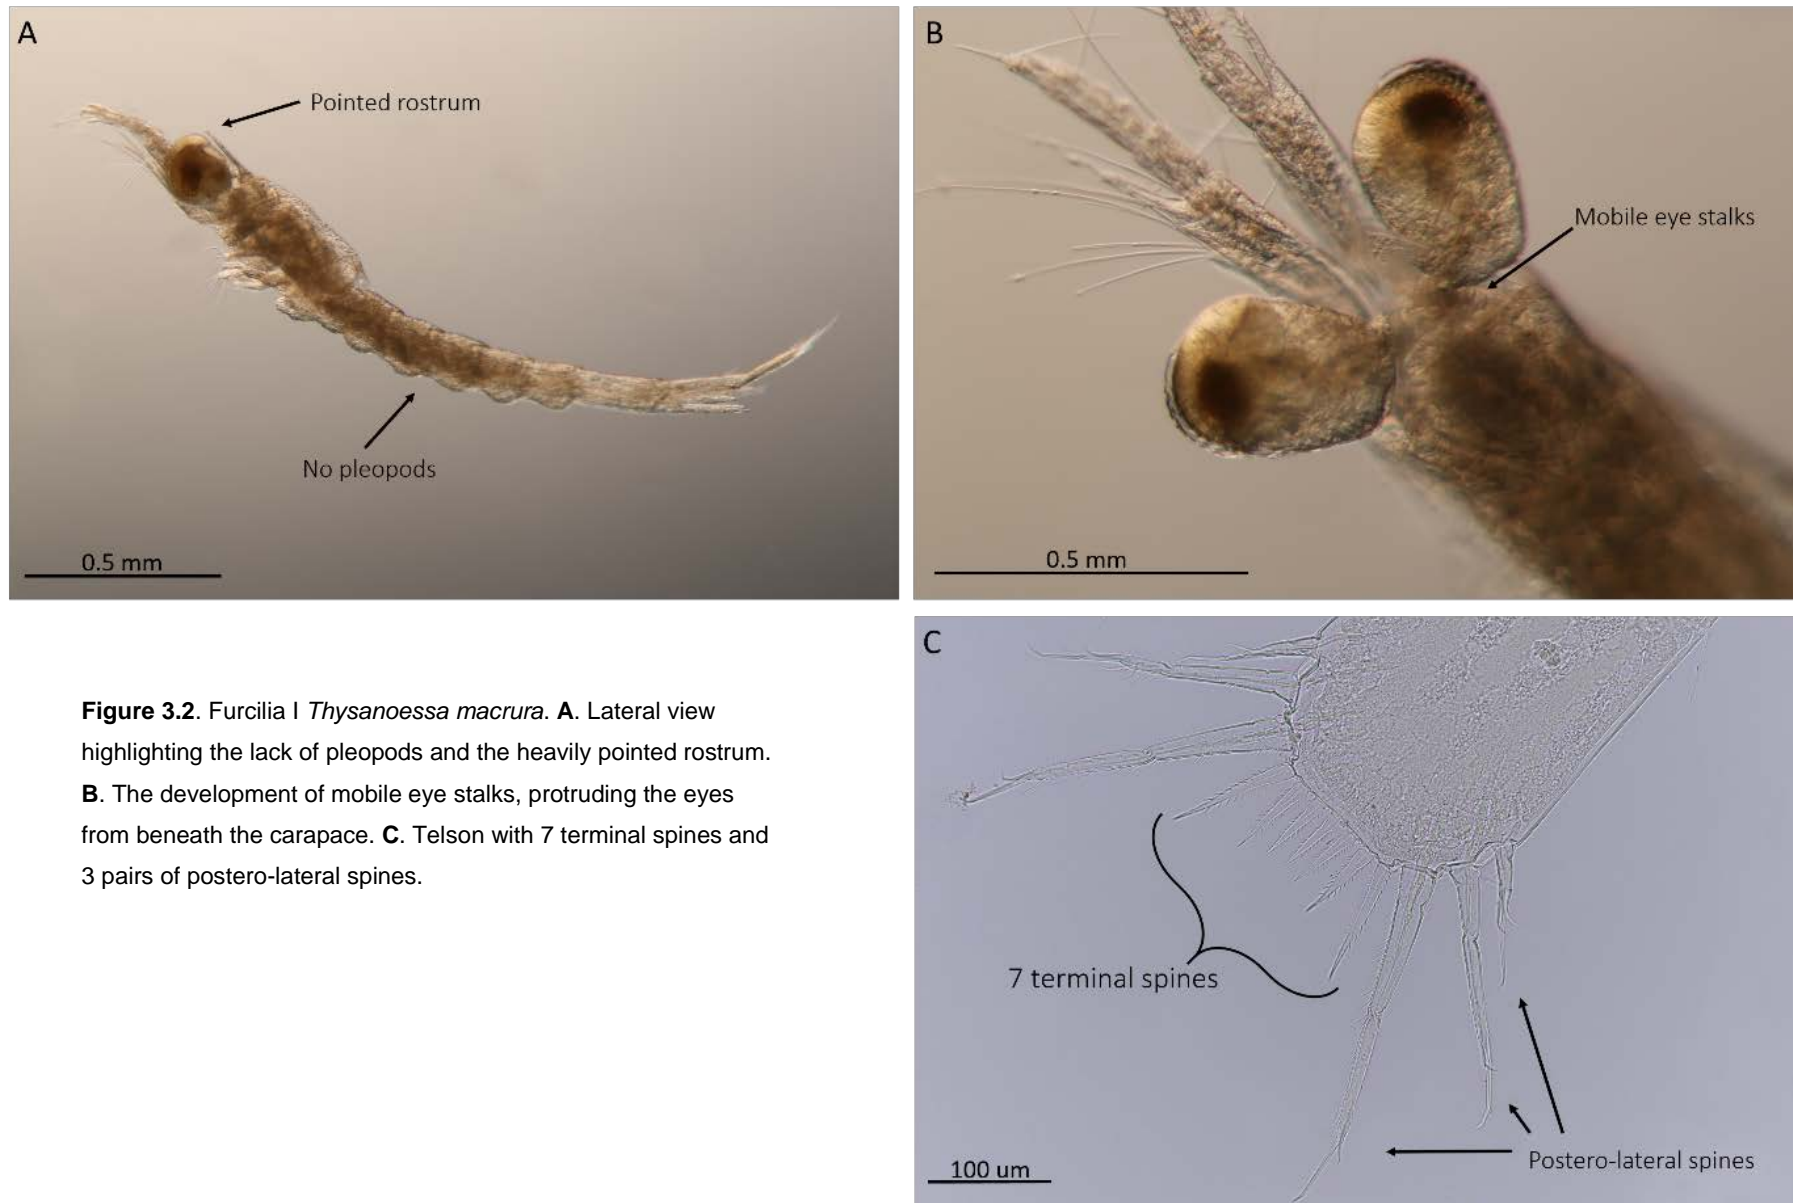 A
Pointed rostrum
No pleopods
0.5 mm
B
Mobile eye stalks
0.5 mm
C
7 terminal spines
Postero-lateral spines
100 um
Figure 3.2. Furcilia I Thysanoessa macrura. A. Lateral view
highlighting the lack of pleopods and the heavily pointed rostrum.
B. The development of mobile eye stalks, protruding the eyes
from beneath the carapace. C. Telson with 7 terminal spines and
3 pairs of postero-lateral spines.